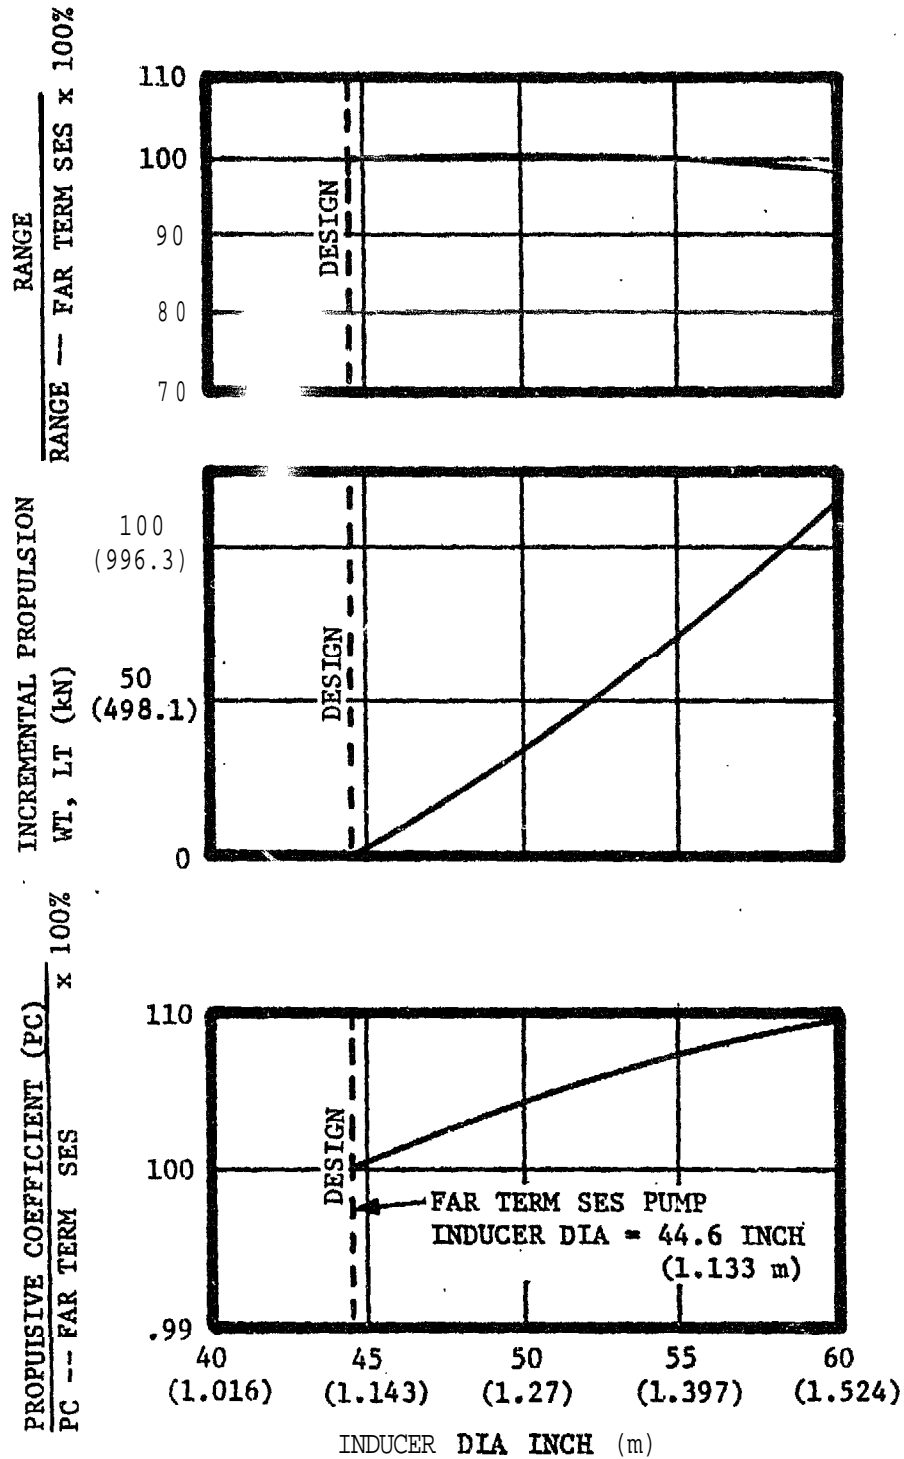 RANGE
RANGE -- FAR TERM SES x 100%
110
100
90
80
70
DESIGN
INCREMENTAL PROPULSION
WT, LT (kN)
100
(996.3)
50
(498.1)
0
DESIGN
PROPUISIVE COEFFICIENT (PC)
PC -- FAR TERM SES
x 100%
110
100
.99
DESIGN
FAR TERM SES PUMP
INDUCER DIA = 44.6 INCH
(1.133 m)
40 45 50 55 60
(1.016) (1.143) (1.27) (1.397) (1.524)
INDUCER DIA INCH (m)